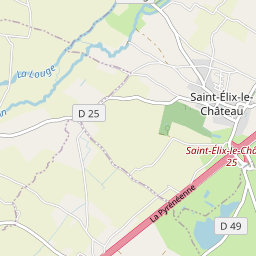 La Louge
D 25
Saint-Élix-le-
Château
Saint-Élix-le-Ch
25
La Pyrénéenne
D 49